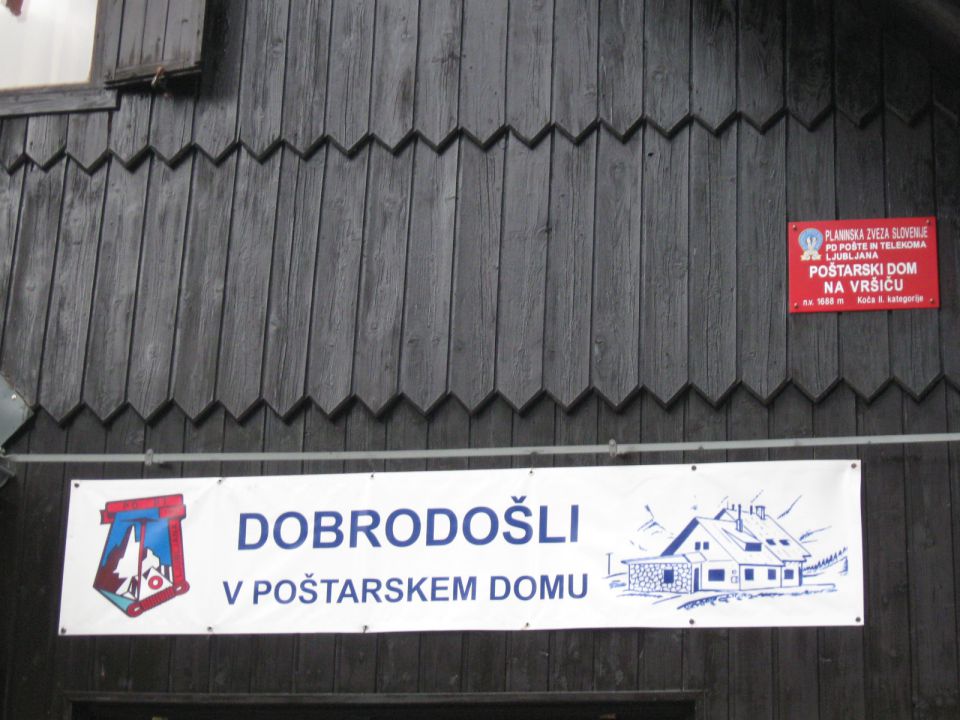 PLANINSKA ZVEZA SLOVENIJE
PD POŠTE IN TELEKOMA
LJUBLJANA
POŠTARSKI DOM
NA VRŠIČU
n.v. 1688 m Koča II. kategorije
DOBRODOŠLI
V POŠTARSKEM DOMU